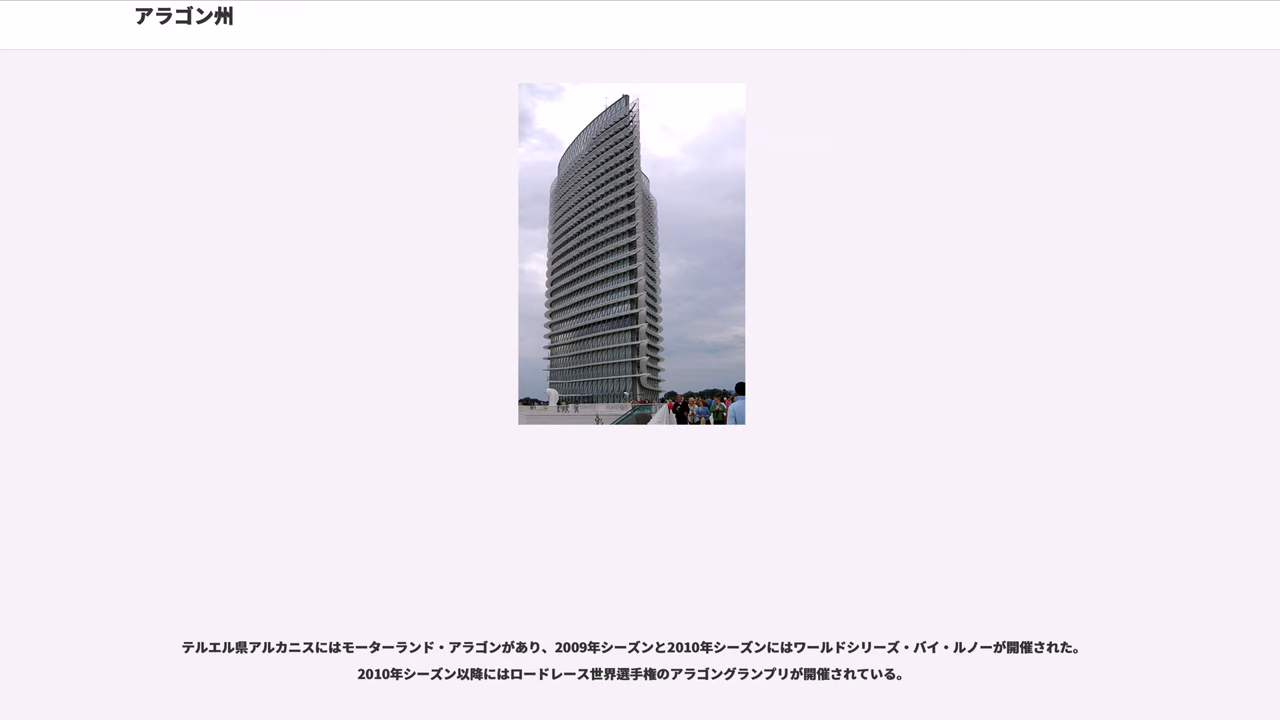 アラゴン州
テルエル県アルカニスにはモーターランド・アラゴンがあり、2009年シーズンと2010年シーズンにはワールドシリーズ・バイ・ルノーが開催された。
2010年シーズン以降にはロードレース世界選手権のアラゴングランプリが開催されている。